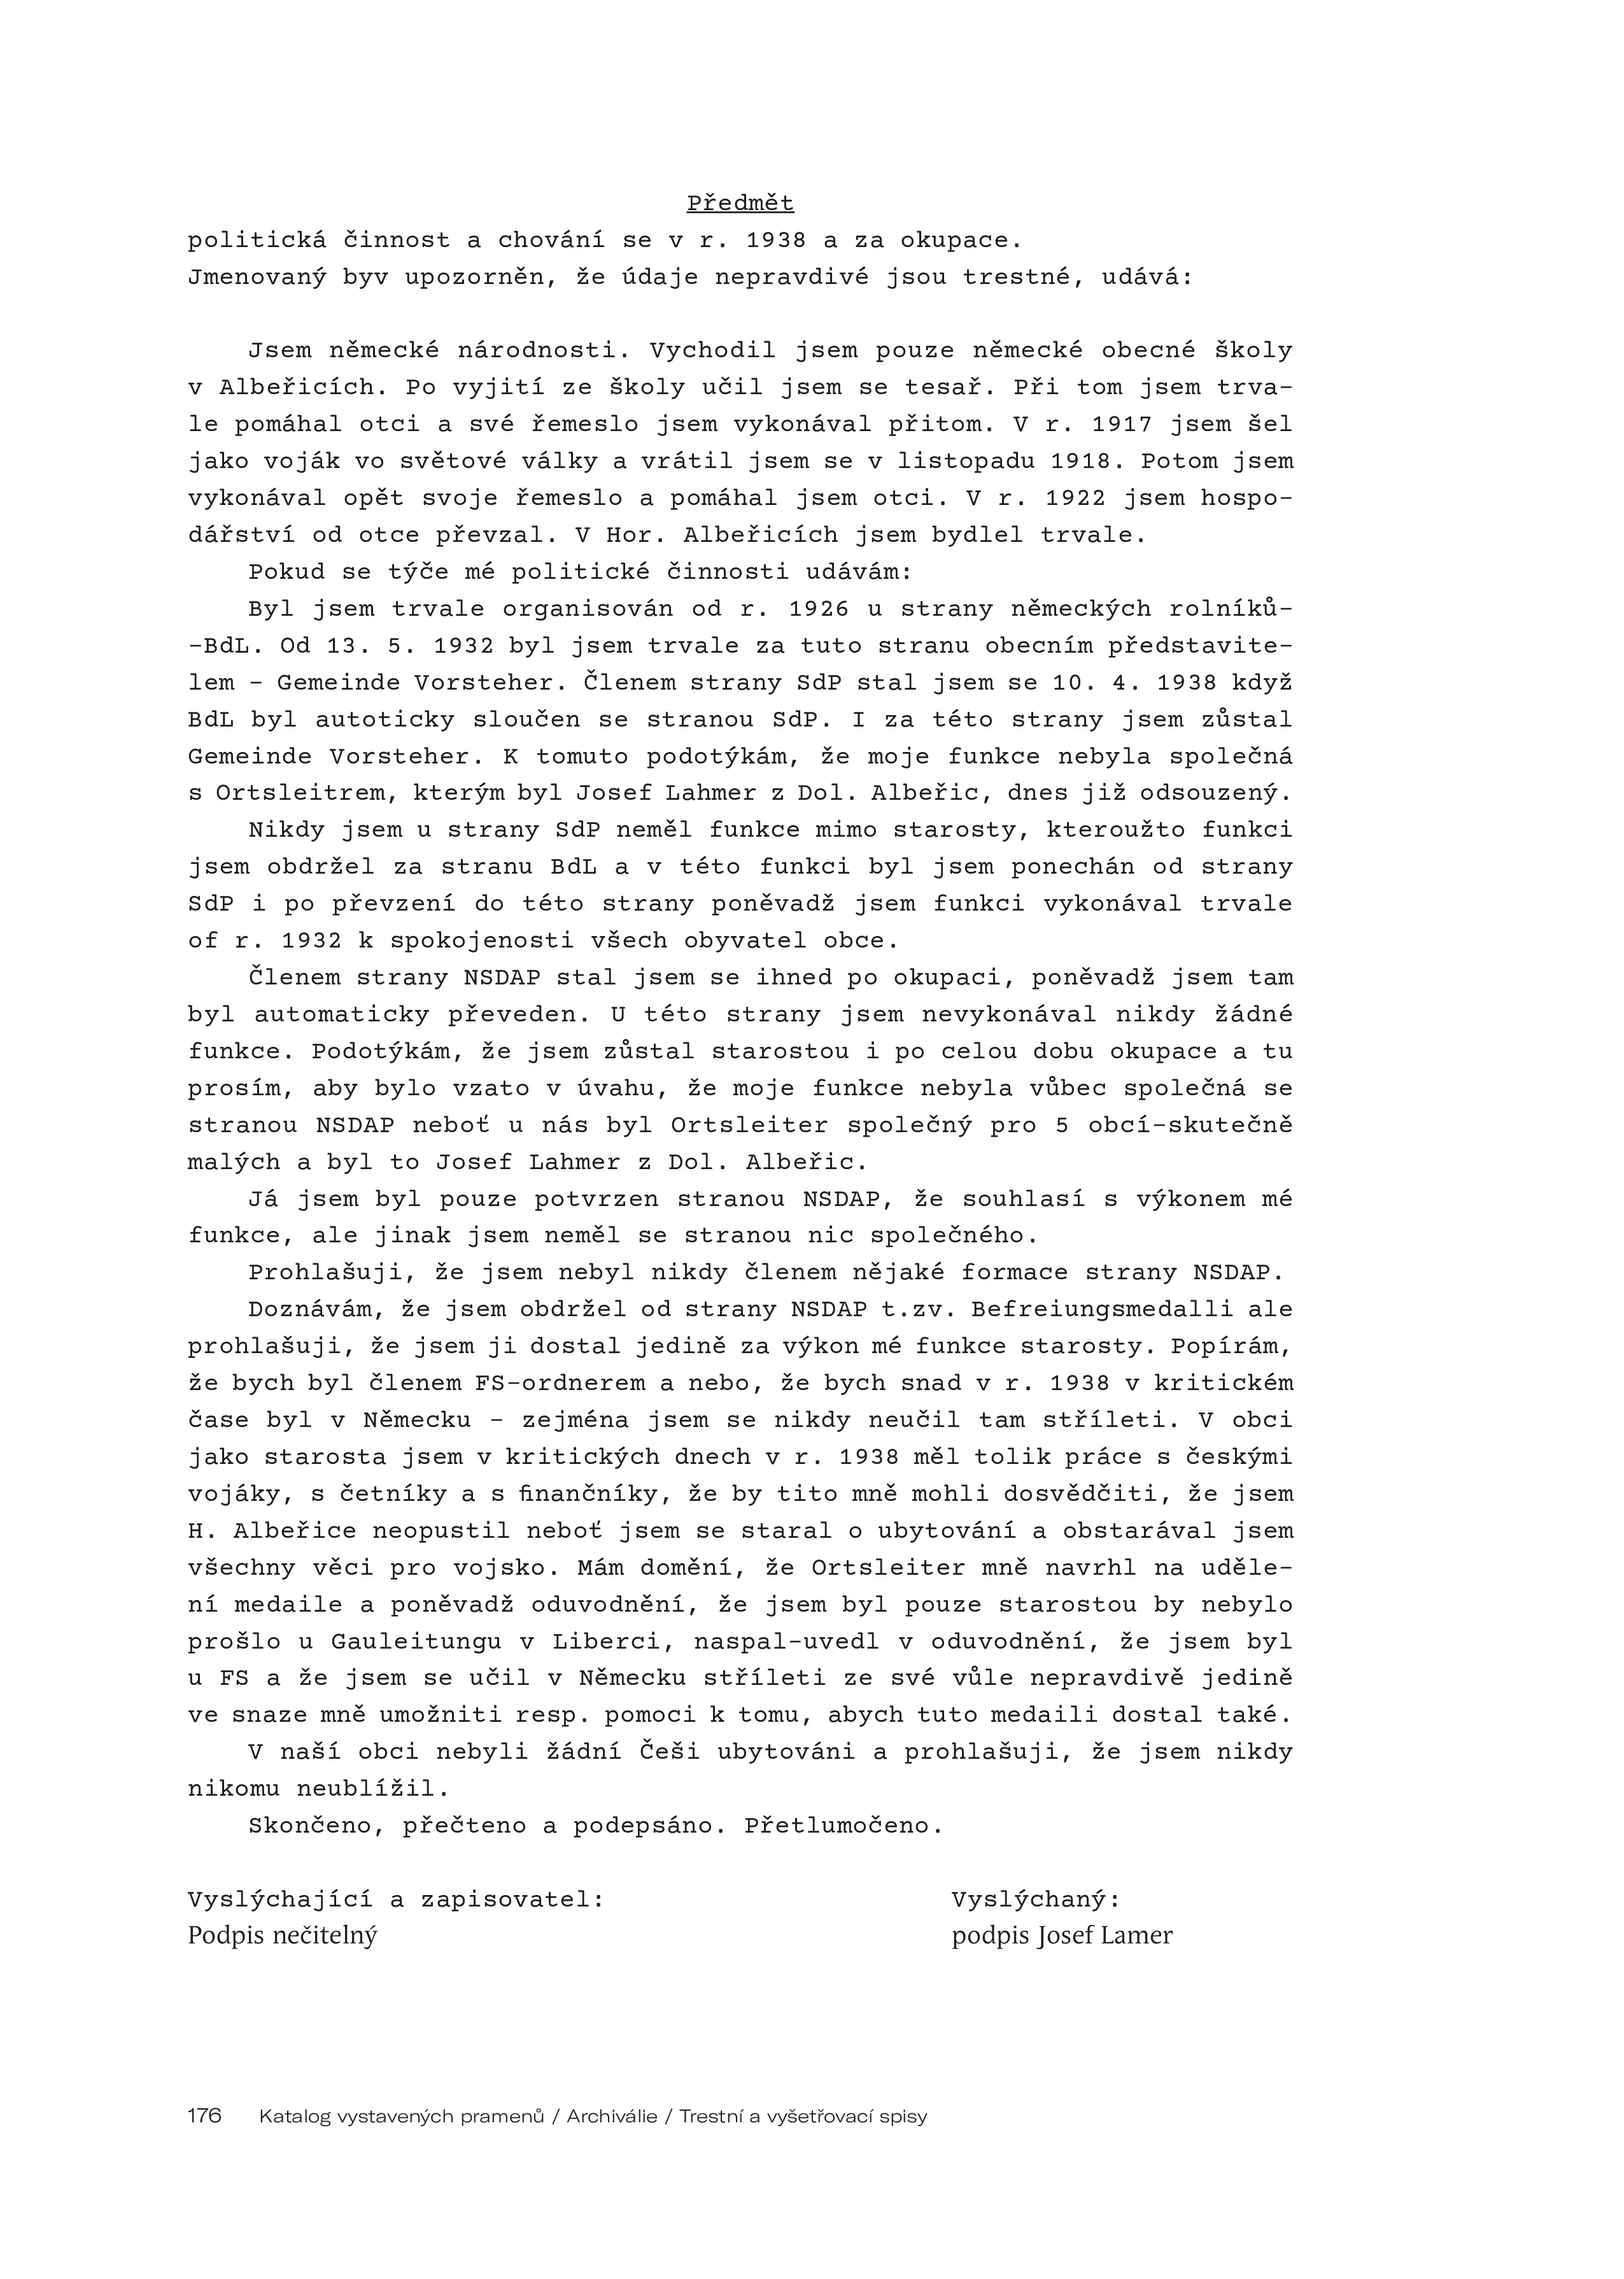 Předmět
politická činnost a chování se v r. 1938 a za okupace.
Jmenovaný byv upozorněn, že údaje nepravdivé jsou trestné, udává:
Jsem německé národnosti. Vychodil jsem pouze německé obecné školy
v Albeřicích. Po vyjití ze školy učil jsem se tesař. Při tom jsem trva-
le pomáhal otci a své řemeslo jsem vykonával přitom. V r. 1917 jsem šel
jako voják vo světové války a vrátil jsem se v listopadu 1918. Potom jsem
vykonával opět svoje řemeslo a pomáhal jsem otci. V r. 1922 jsem hospo-
dářství od otce převzal. V Hor. Albeřicích jsem bydlel trvale.
Pokud se týče mé politické činnosti udávám:
Byl jsem trvale organisován od r. 1926 u strany německých rolníků-
-BdL. Od 13. 5. 1932 byl jsem trvale za tuto stranu obecním představite-
lem – Gemeinde Vorsteher. Členem strany SdP stal jsem se 10. 4. 1938 když
BdL byl autoticky sloučen se stranou SdP. I za této strany jsem zůstal
Gemeinde Vorsteher. K tomuto podotýkám, že moje funkce nebyla společná
s Ortsleitrem, kterým byl Josef Lahmer z Dol. Albeřic, dnes již odsouzený.
Nikdy jsem u strany SdP neměl funkce mimo starosty, kteroužto funkci
jsem obdržel za stranu BdL a v této funkci byl jsem ponechán od strany
SdP i po převzení do této strany poněvadž jsem funkci vykonával trvale
of r. 1932 k spokojenosti všech obyvatel obce.
Členem strany NSDAP stal jsem se ihned po okupaci, poněvadž jsem tam
byl automaticky převeden. U této strany jsem nevykonával nikdy žádné
funkce. Podotýkám, že jsem zůstal starostou i po celou dobu okupace a tu
prosím, aby bylo vzato v úvahu, že moje funkce nebyla vůbec společná se
stranou NSDAP neboť u nás byl Ortsleiter společný pro 5 obcí-skutečně
malých a byl to Josef Lahmer z Dol. Albeřic.
Já jsem byl pouze potvrzen stranou NSDAP, že souhlasí s výkonem mé
funkce, ale jinak jsem neměl se stranou nic společného.
Prohlašuji, že jsem nebyl nikdy členem nějaké formace strany NSDAP.
Doznávám, že jsem obdržel od strany NSDAP t.zv. Befreiungsmedalli ale
prohlašuji, že jsem ji dostal jedině za výkon mé funkce starosty. Popírám,
že bych byl členem FS-ordnerem a nebo, že bych snad v r. 1938 v kritickém
čase byl v Německu – zejména jsem se nikdy neučil tam stříleti. V obci
jako starosta jsem v kritických dnech v r. 1938 měl tolik práce s českými
vojáky, s četníky a s finančníky, že by tito mně mohli dosvědčiti, že jsem
H. Albeřice neopustil neboť jsem se staral o ubytování a obstarával jsem
všechny věci pro vojsko. Mám domění, že Ortsleiter mně navrhl na uděle-
ní medaile a poněvadž oduvodnění, že jsem byl pouze starostou by nebylo
prošlo u Gauleitungu v Liberci, naspal-uvedl v oduvodnění, že jsem byl
u FS a že jsem se učil v Německu stříleti ze své vůle nepravdivě jedině
ve snaze mně umožniti resp. pomoci k tomu, abych tuto medaili dostal také.
V naší obci nebyli žádní Češi ubytováni a prohlašuji, že jsem nikdy
nikomu neublížil.
Skončeno, přečteno a podepsáno. Přetlumočeno.
Vyslýchající a zapisovatel: Vyslýchaný:
Podpis nečitelný podpis Josef Lamer
176 Katalog vystavených pramenů / Archiválie / Trestní a vyšetřovací spisy